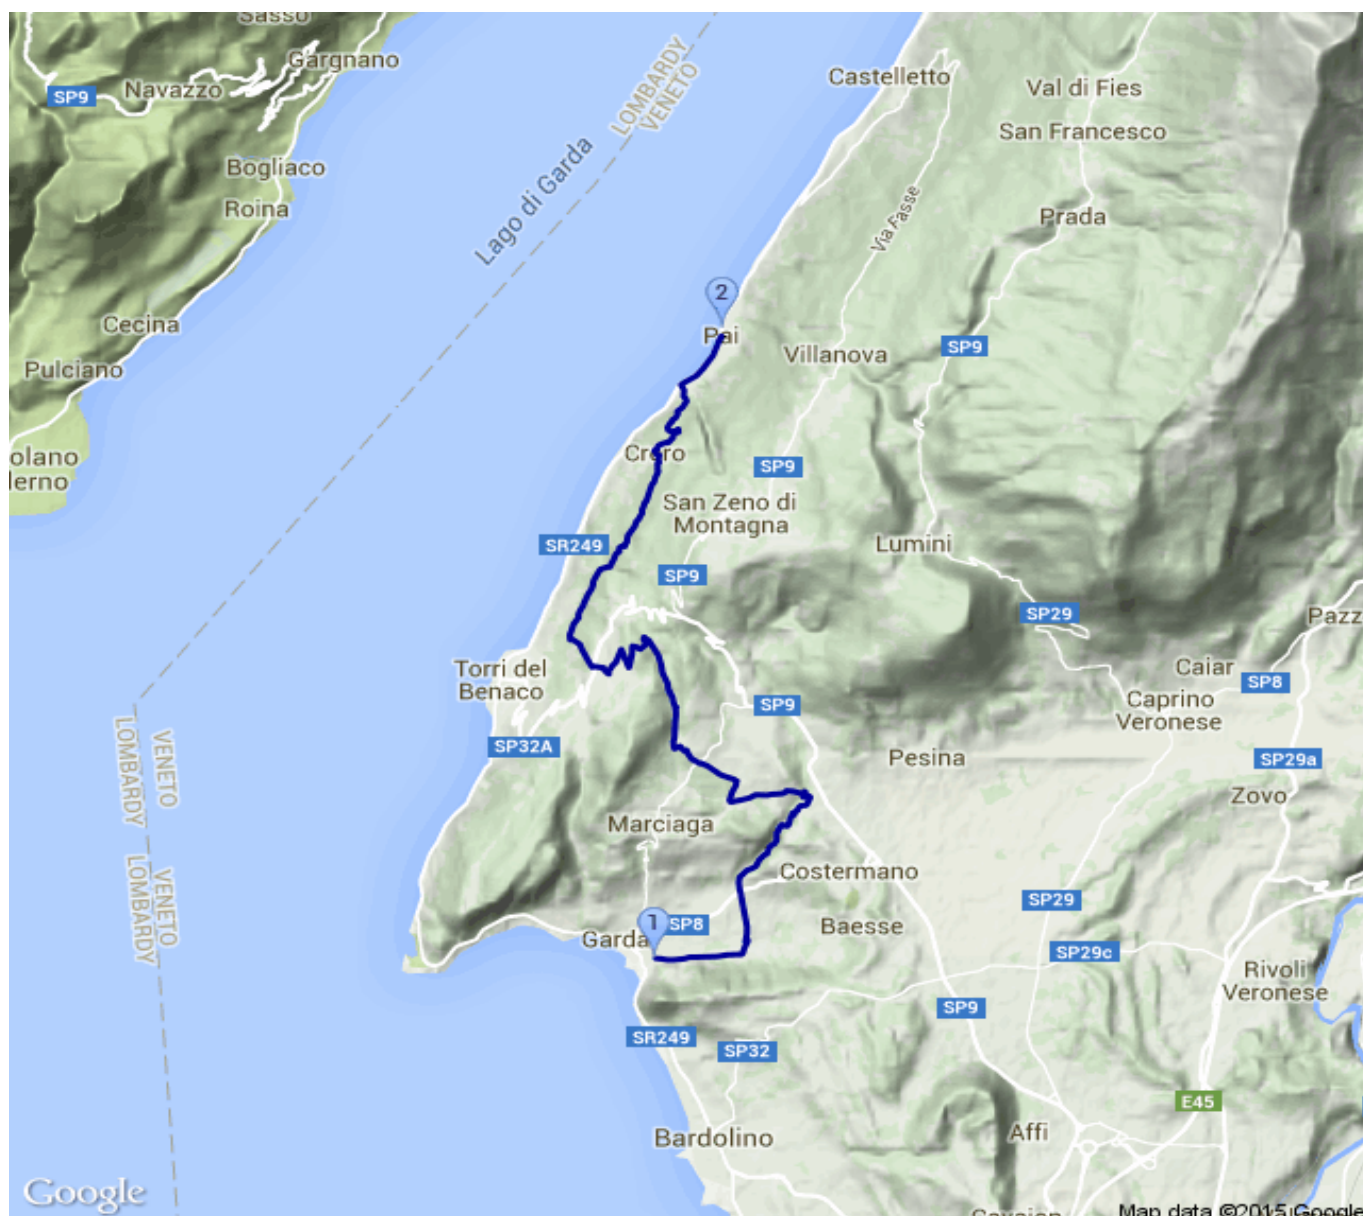 Sasso
Gargnano
Navazzo
SP9
Castelletto
Val di Fies
San Francesco
LOMBARDY
VENETO
Bogliaco
Roina
Lago di Garda
Via Fasse
Prada
2
Cecina
Pai
Villanova
SP9
Pulciano
Crero
olano
lerno
SP9
San Zeno di
Montagna
SR249
Lumini
SP9
SP29
Pazz
Torri del
Benaco
Caiar
SP8
Caprino
Veronese
SP9
VENETO
LOMBARDY
SP32A
Pesina
SP29a
Zovo
Marciaga
Costermano
VENETO
LOMBARDY
1
SP8
SP29
Baesse
Garda
SP29c
Rivoli
Veronese
SP9
SR249
SP32
E45
Bardolino
Affi
Google
Cavaion
Map data ©2015 Google